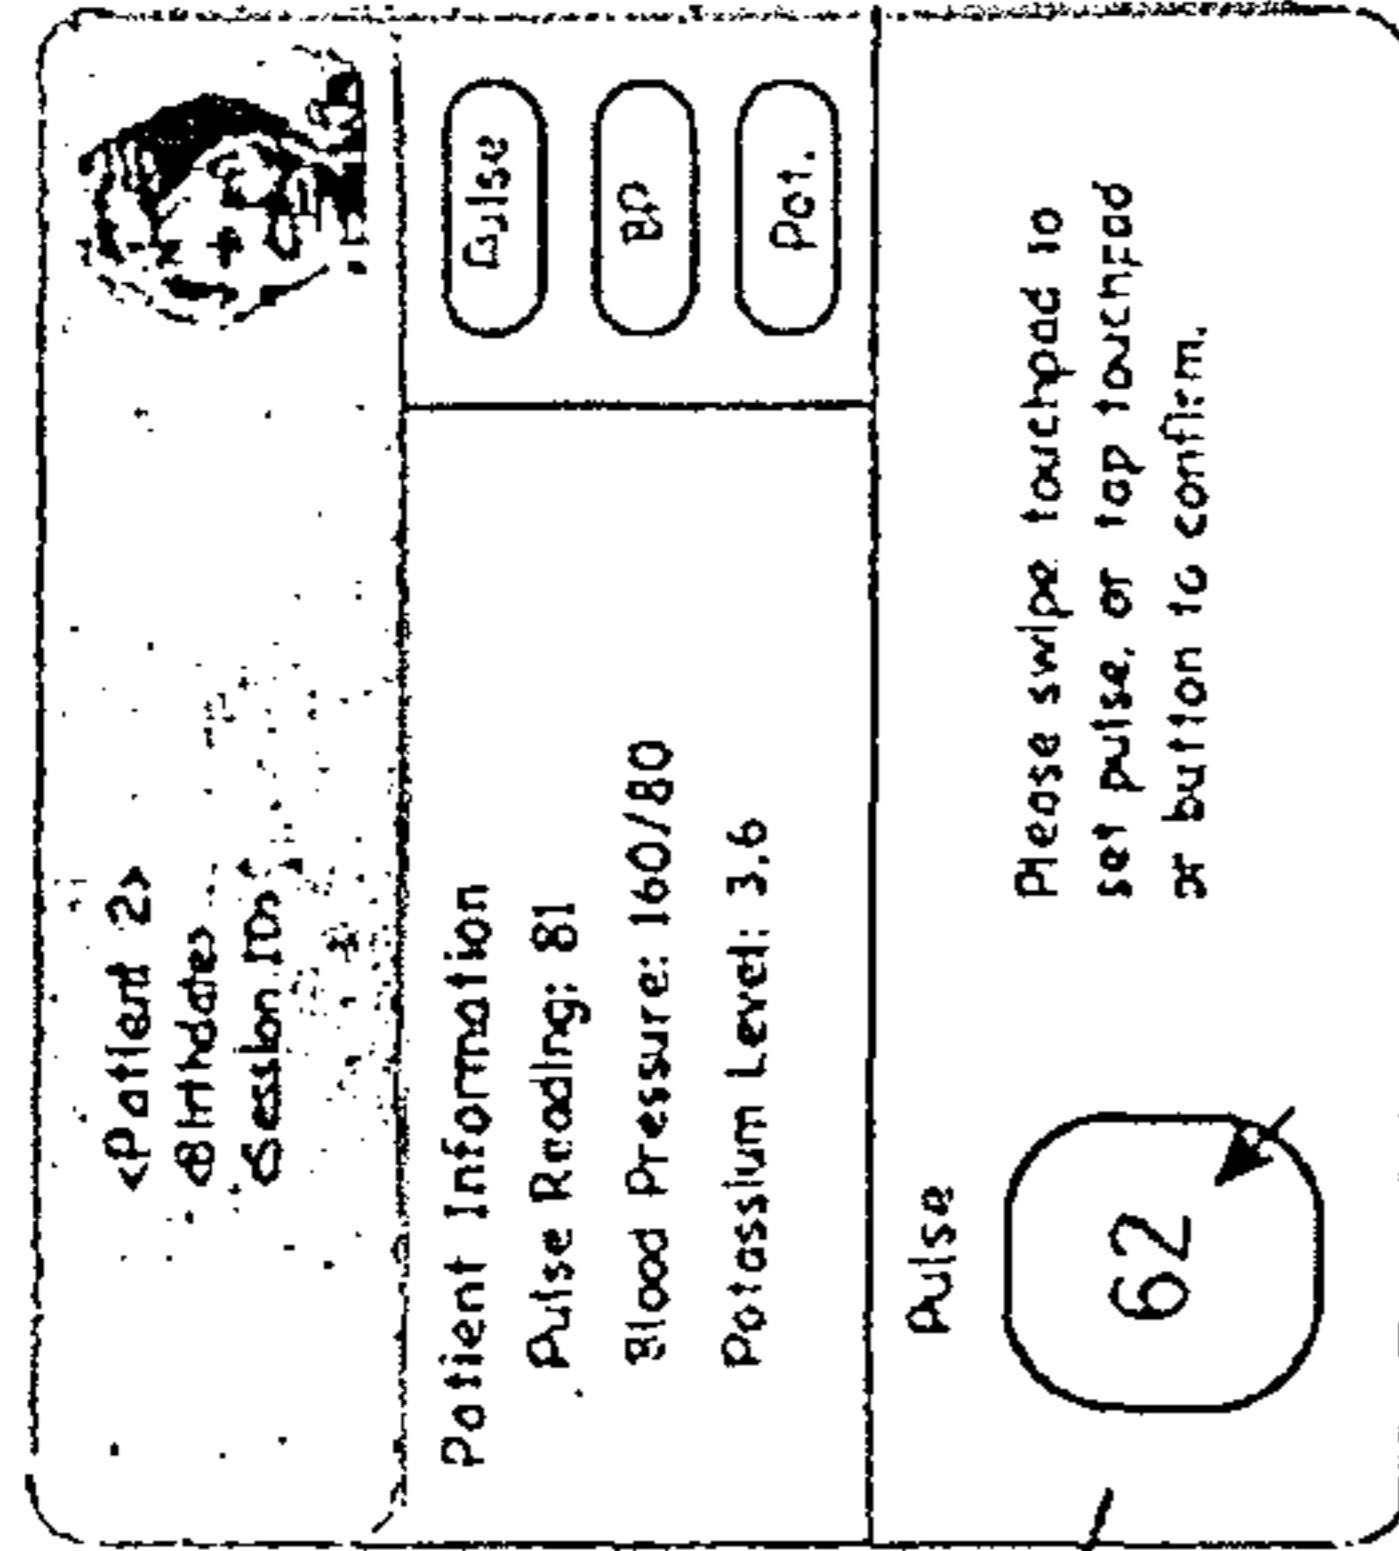 <Patient 2>
<Birthdate>
<Session ID>
Patient Information
Pulse Reading: 81
Blood Pressure: 160/80
Potassium Level: 3.6
Pulse
BP
Pot.
Pulse
62
Please swipe touchpad to
set pulse, or tap touchpad
or button to confirm.